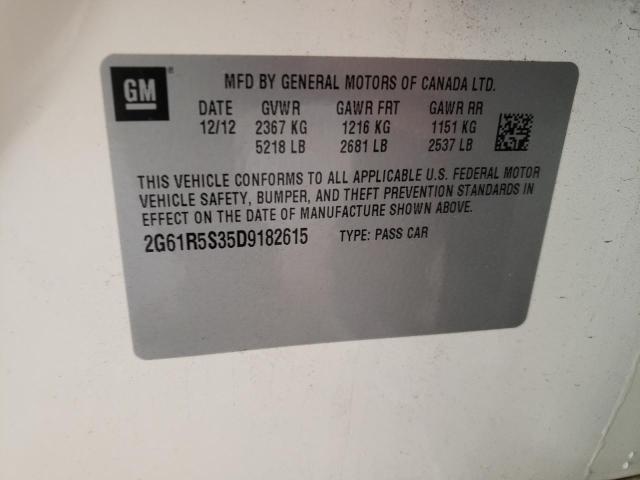 GM ®
MFD BY GENERAL MOTORS OF CANADA LTD.
DATE GVWR GAWR FRT GAWR RR
12/12 2367 KG 1216 KG 1151 KG
5218 LB 2681 LB 2537 LB
THIS VEHICLE CONFORMS TO ALL APPLICABLE U.S. FEDERAL MOTOR
VEHICLE SAFETY, BUMPER, AND THEFT PREVENTION STANDARDS IN
EFFECT ON THE DATE OF MANUFACTURE SHOWN ABOVE.
2G61R5S35D9182615 TYPE: PASS CAR